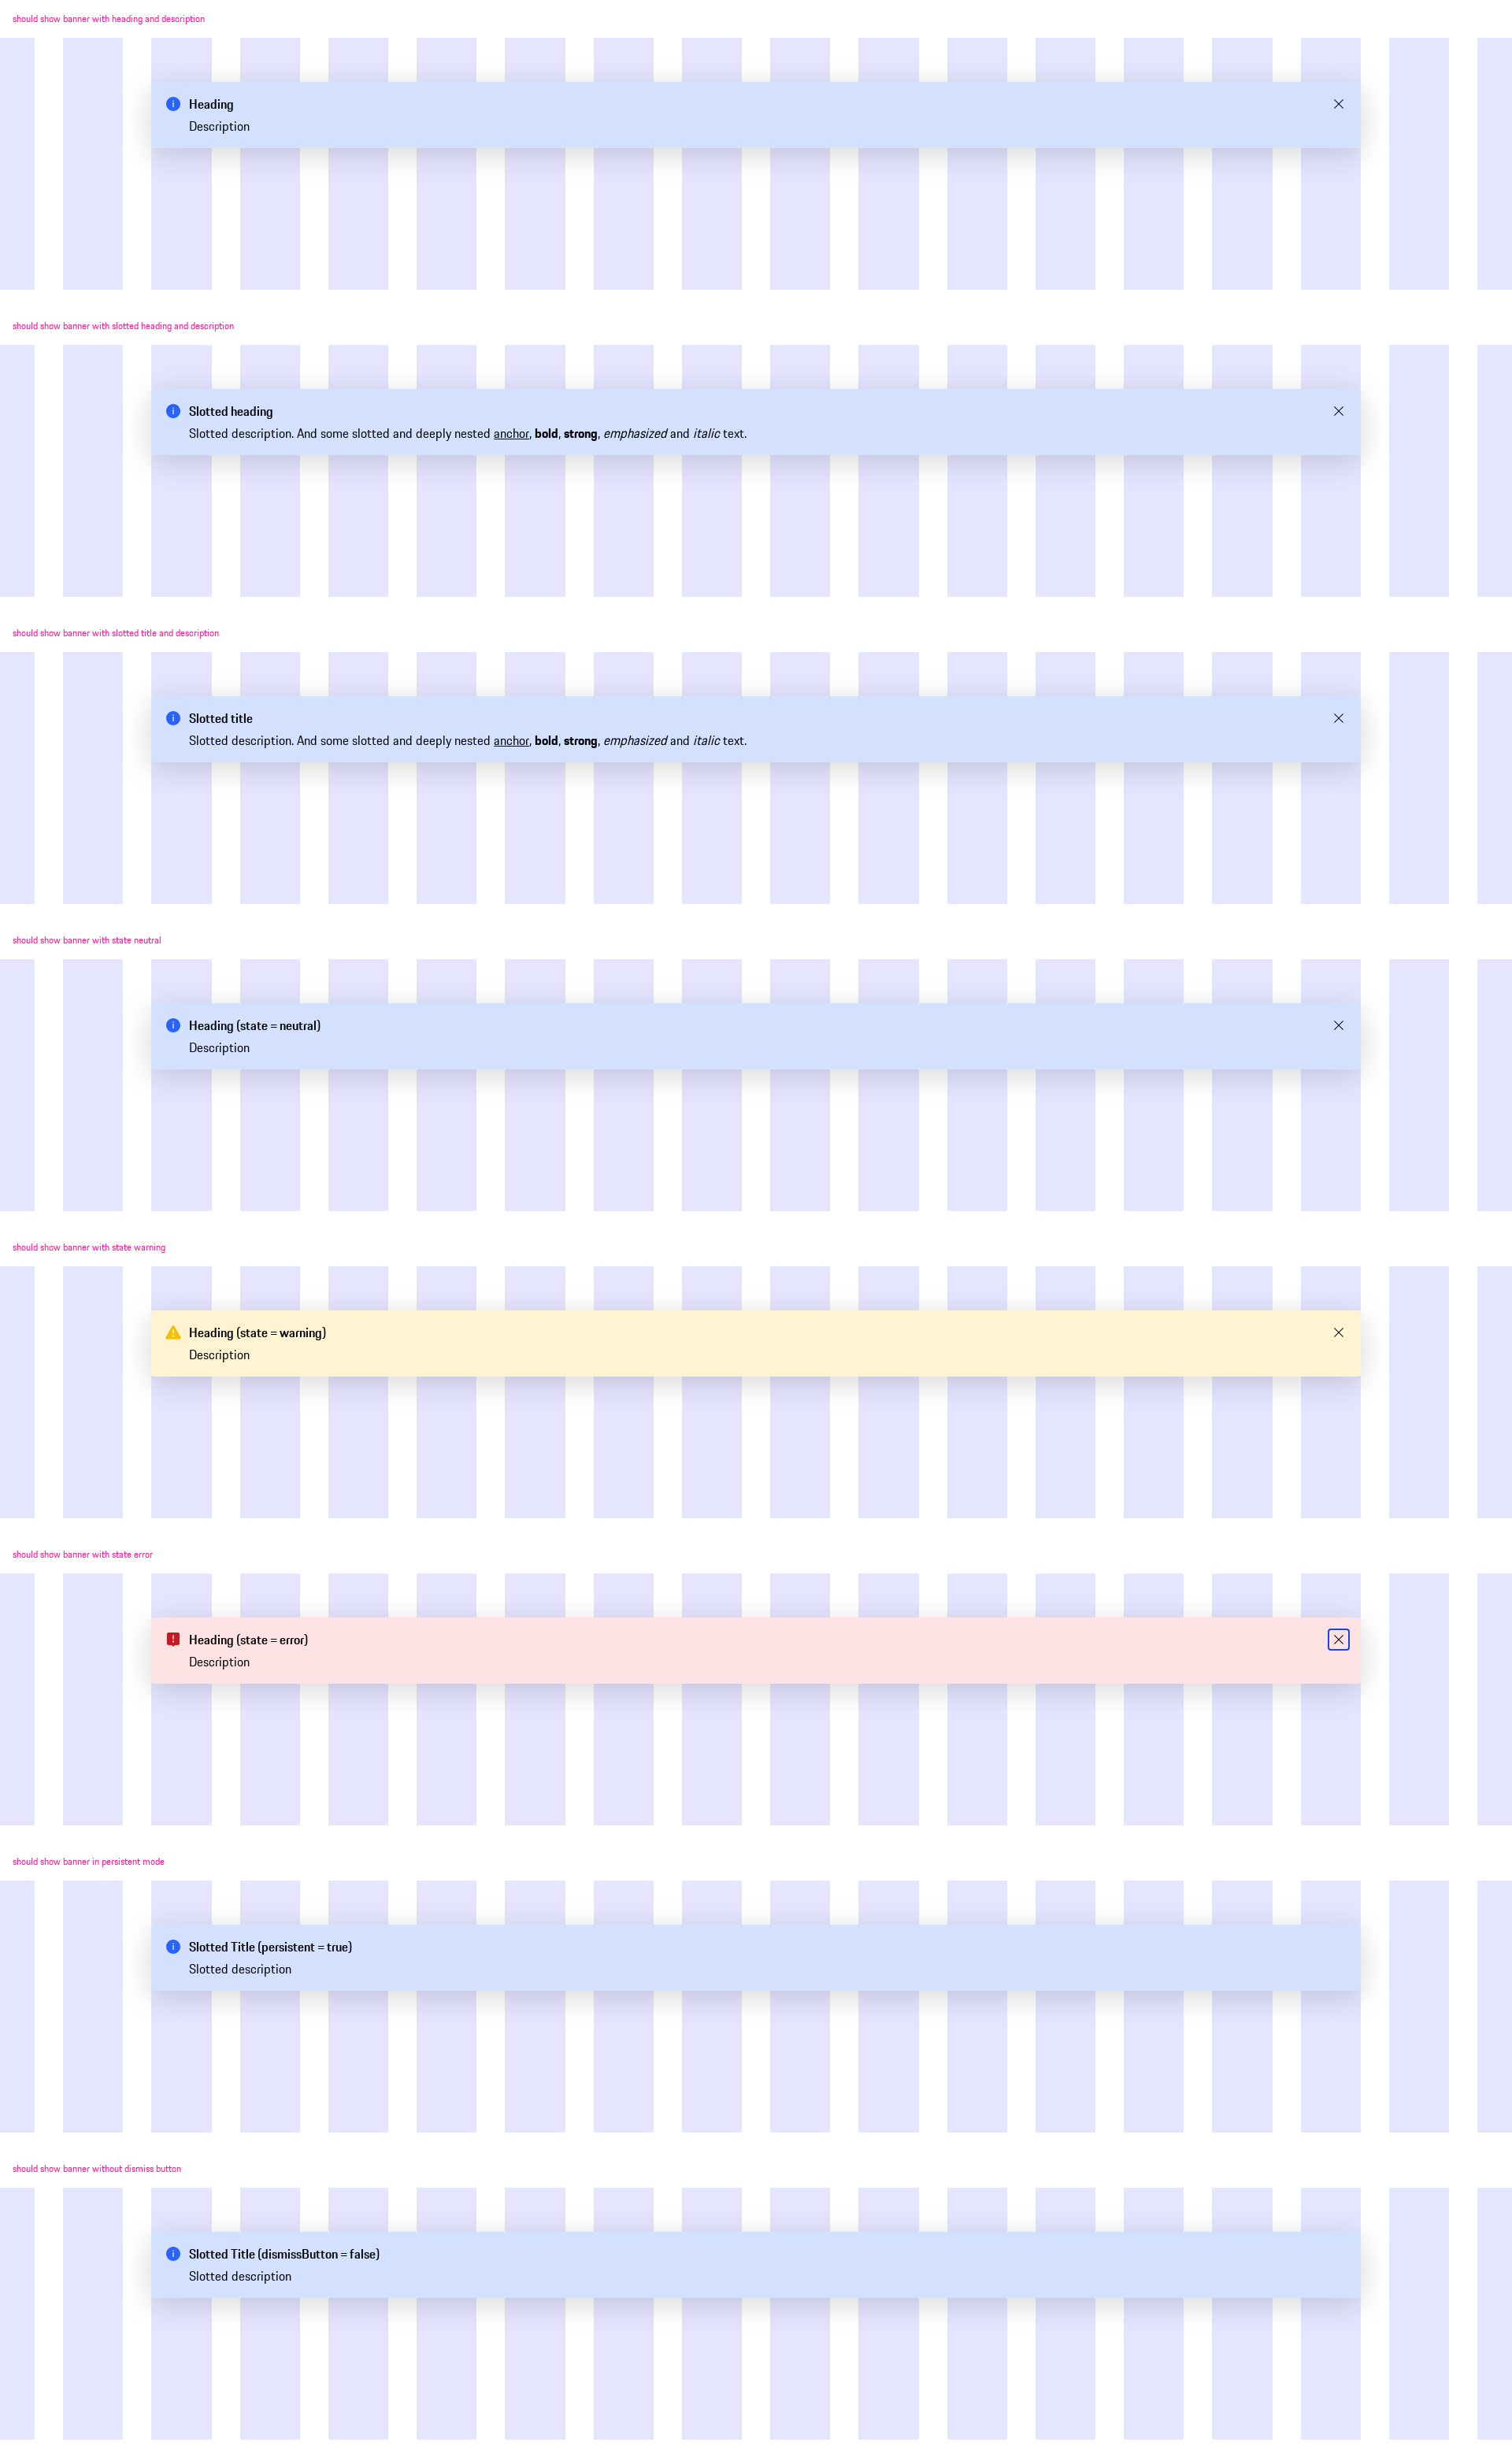 should show banner with heading and description
Heading
Description
should show banner with slotted heading and description
Slotted heading
Slotted description. And some slotted and deeply nested anchor, bold, strong, emphasized and italic text.
should show banner with slotted title and description
Slotted title
Slotted description. And some slotted and deeply nested anchor, bold, strong, emphasized and italic text.
should show banner with state neutral
Heading (state = neutral)
Description
should show banner with state warning
Heading (state = warning)
Description
should show banner with state error
Heading (state = error)
Description
should show banner in persistent mode
Slotted Title (persistent = true)
Slotted description
should show banner without dismiss button
Slotted Title (dismissButton = false)
Slotted description